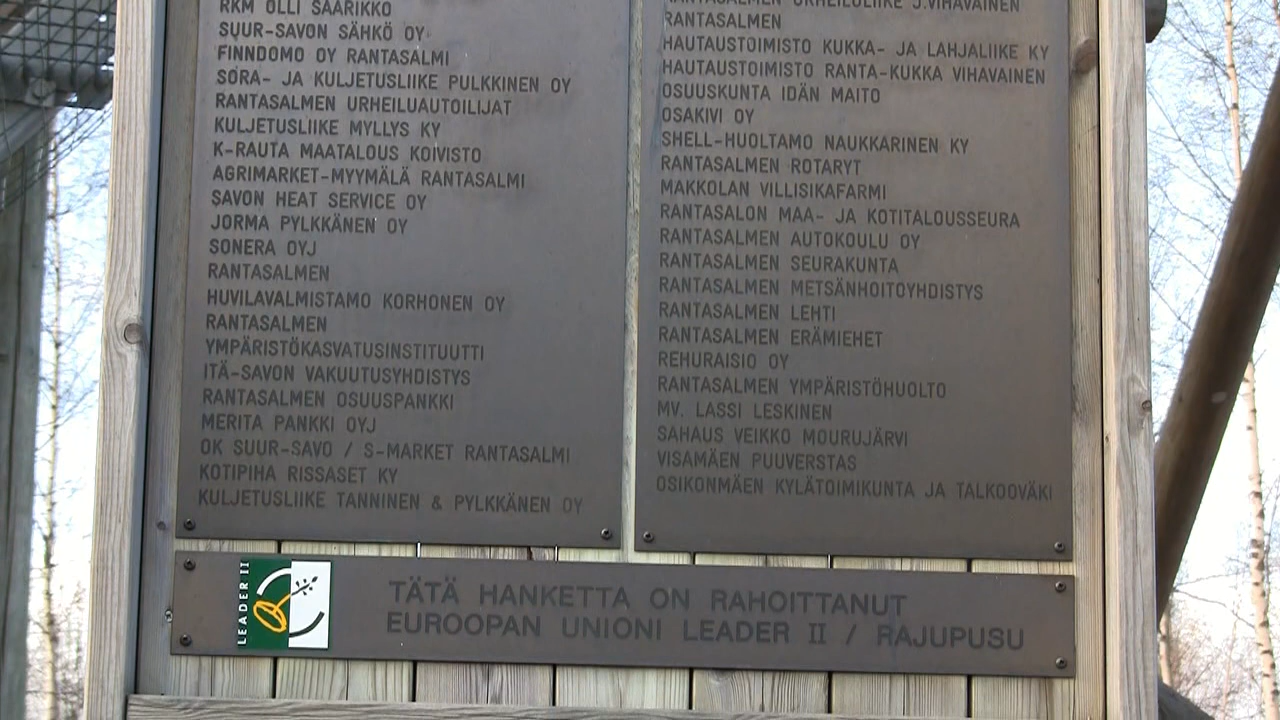 RKM OLLI SAARIKKO
SUUR-SAVON SÄHKÖ OY
FINNDOMO OY RANTASALMI
SORA- JA KULJETUSLIIKE PULKKINEN OY
RANTASALMEN URHEILUAUTOILIJAT
KULJETUSLIIKE MYLLYS KY
K-RAUTA MAATALOUS KOIVISTO
AGRIMARKET-MYYMÄLÄ RANTASALMI
SAVON HEAT SERVICE OY
JORMA PYLKKÄNEN OY
SONERA OYJ
RANTASALMEN
HUVILAVALMISTAMO KORHONEN OY
RANTASALMEN
YMPÄRISTÖKASVATUSINSTITUUTTI
ITÄ-SAVON VAKUUTUSYHDISTYS
RANTASALMEN OSUUSPANKKI
MERITA PANKKI OYJ
OK SUUR-SAVO / S-MARKET RANTASALMI
KOTIPIHA RISSASET KY
KULJETUSLIIKE TANNINEN & PYLKKÄNEN OY
RANTASALMEN URHEILULIIKE J.VIHAVAINEN
RANTASALMEN
HAUTAUSTOIMISTO KUKKA- JA LAHJALIIKE KY
HAUTAUSTOIMISTO RANTA-KUKKA VIHAVAINEN
OSUUSKUNTA IDÄN MAITO
OSAKIVI OY
SHELL-HUOLTAMO NAUKKARINEN KY
RANTASALMEN ROTARYT
MAKKOLAN VILLISIKAFARMI
RANTASALON MAA- JA KOTITALOUSSEURA
RANTASALMEN AUTOKOULU OY
RANTASALMEN SEURAKUNTA
RANTASALMEN METSÄNHOITOYHDISTYS
RANTASALMEN LEHTI
RANTASALMEN ERÄMIEHET
REHURAISIO OY
RANTASALMEN YMPÄRISTÖHUOLTO
MV. LASSI LESKINEN
SAHAUS VEIKKO MOURUJÄRVI
VISAMÄEN PUUVERSTAS
OSIKONMÄEN KYLÄTOIMIKUNTA JA TALKOOVÄKI
LEADER II
TÄTÄ HANKETTA ON RAHOITTANUT
EUROOPAN UNIONI LEADER II / RAJUPUSU